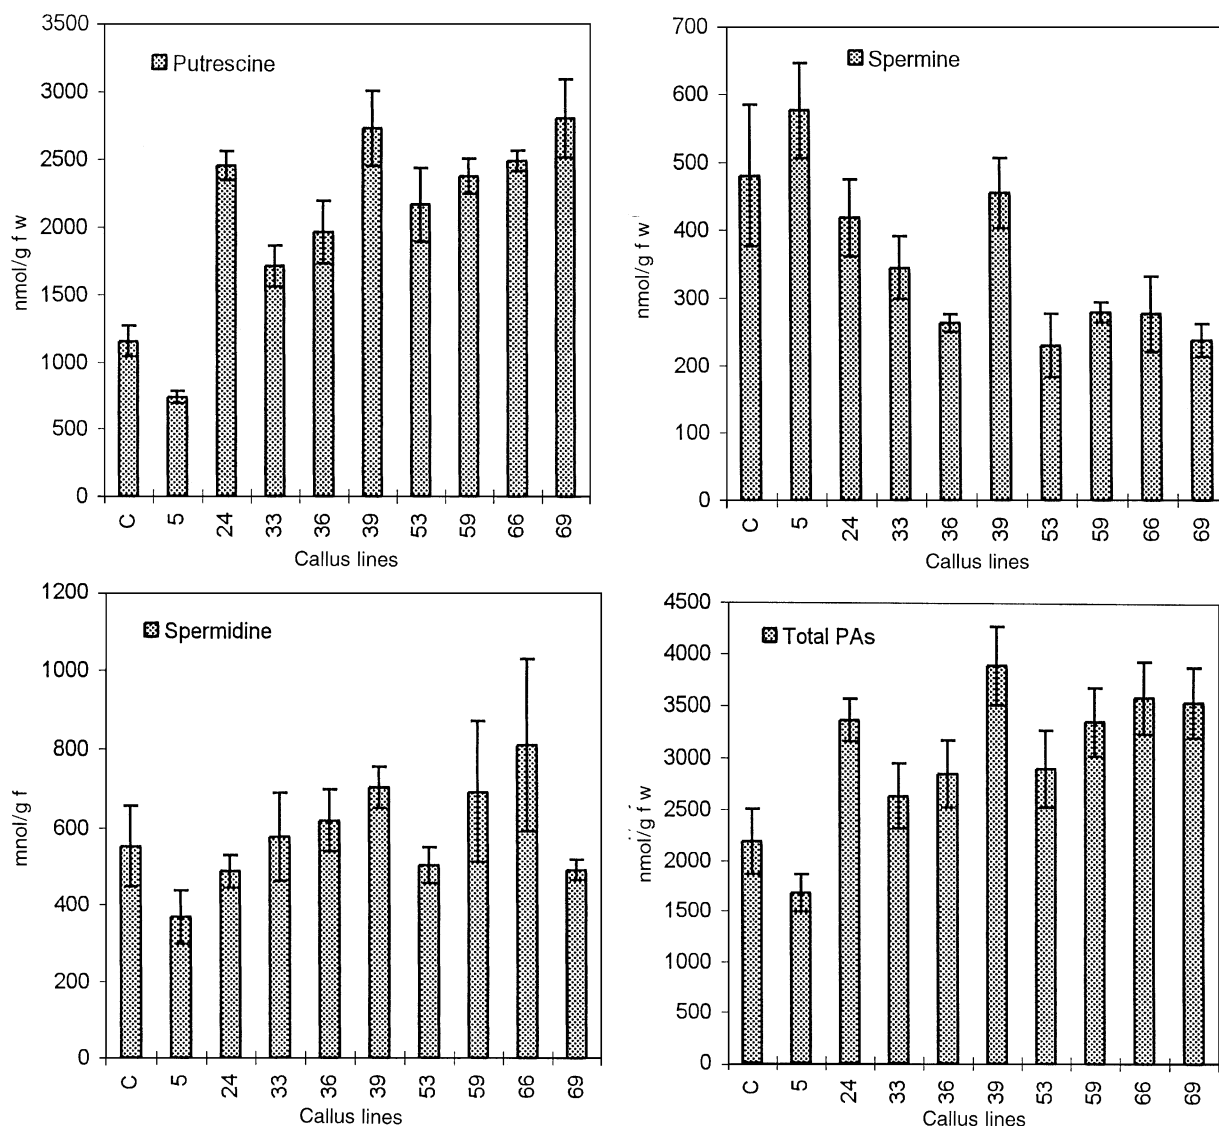 3500
3000
2500
2000
1500
1000
500
0
Putrescine
nmol/g f w
C 5 24 33 36 39 53 59 66 69
Callus lines
700
600
500
400
300
200
100
0
Spermine
nmol/g f w
C 5 24 33 36 39 53 59 66 69
Callus lines
1200
1000
800
600
400
200
0
Spermidine
mnol/g f
C 5 24 33 36 39 53 59 66 69
Callus lines
4500
4000
3500
3000
2500
2000
1500
1000
500
0
Total PAs
nmol/g f w
C 5 24 33 36 39 53 59 66 69
Callus lines